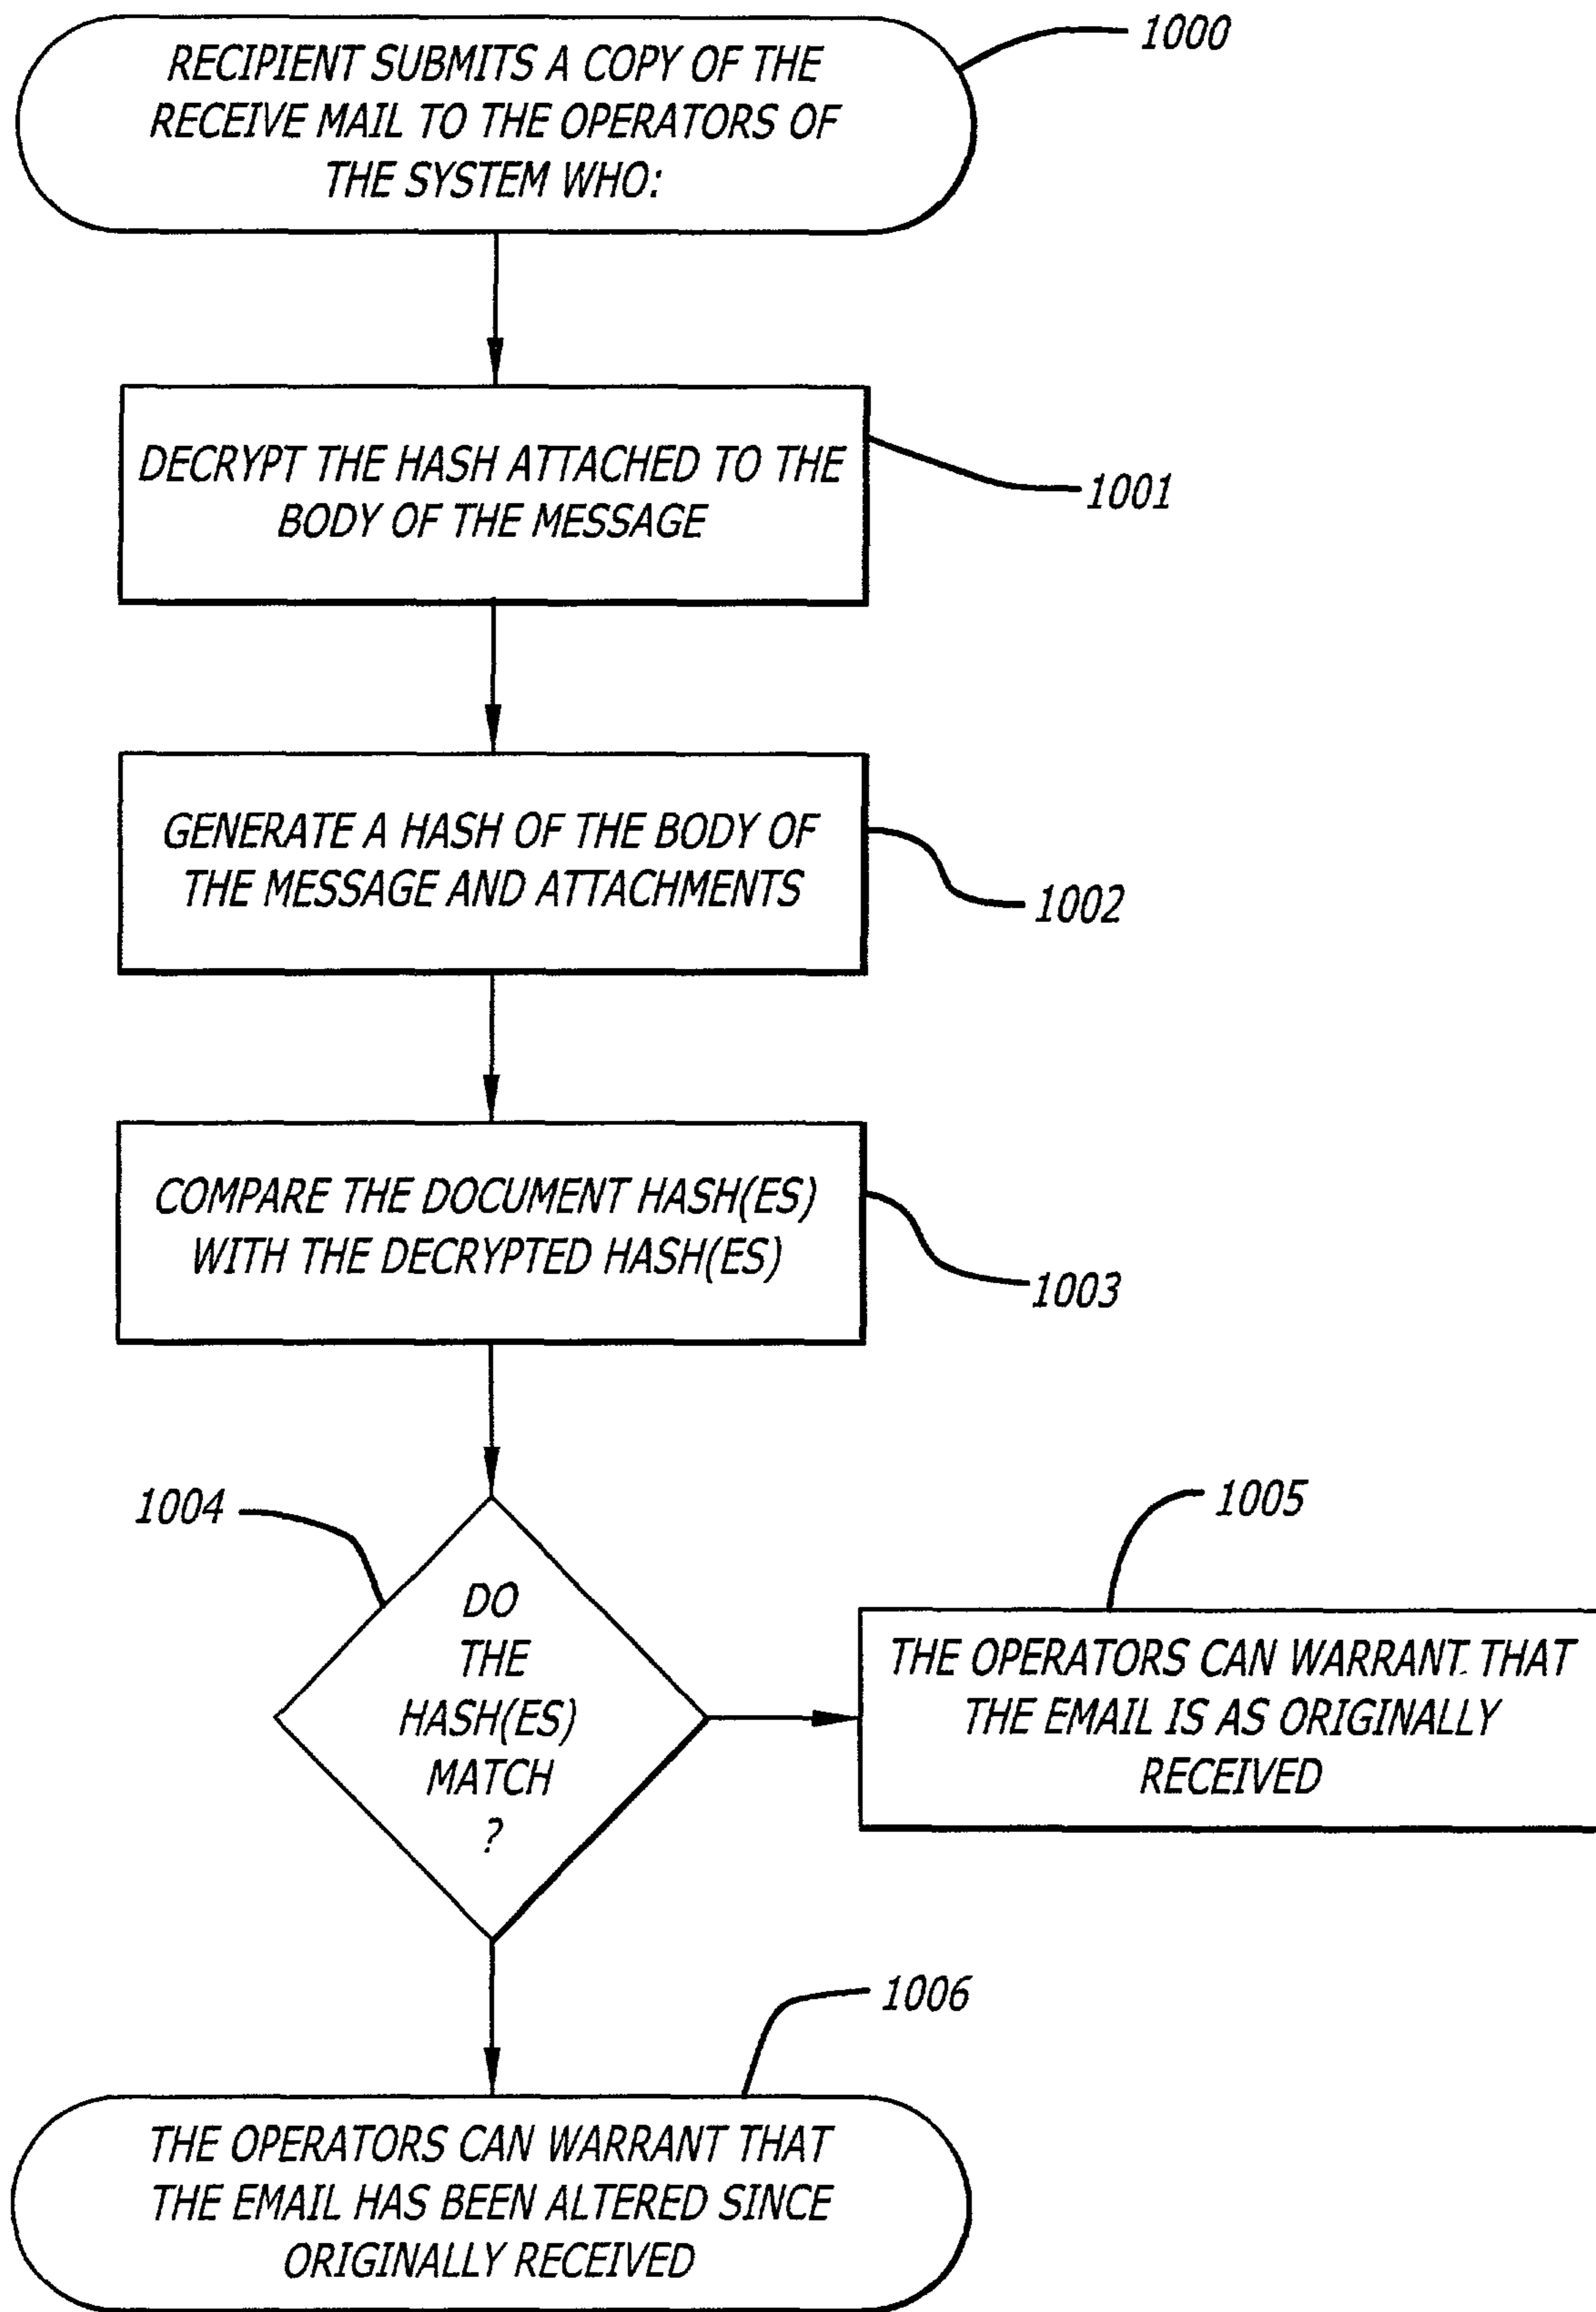 RECIPIENT SUBMITS A COPY OF THE
RECEIVE MAIL TO THE OPERATORS OF
THE SYSTEM WHO:
1000
DECRYPT THE HASH ATTACHED TO THE
BODY OF THE MESSAGE
1001
GENERATE A HASH OF THE BODY OF
THE MESSAGE AND ATTACHMENTS
1002
COMPARE THE DOCUMENT HASH(ES)
WITH THE DECRYPTED HASH(ES)
1003
1004
DO
THE
HASH(ES)
MATCH
?
1005
THE OPERATORS CAN WARRANT THAT
THE EMAIL IS AS ORIGINALLY
RECEIVED
1006
THE OPERATORS CAN WARRANT THAT
THE EMAIL HAS BEEN ALTERED SINCE
ORIGINALLY RECEIVED